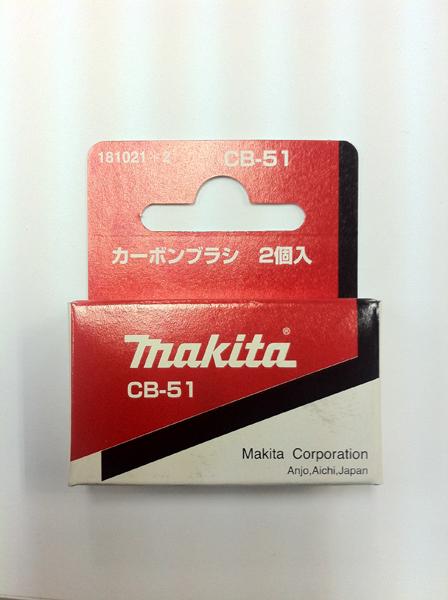 181021-2 CB-51
カーボンブラシ 2個入
makita®
CB-51
Makita Corporation
Anjo,Aichi,Japan